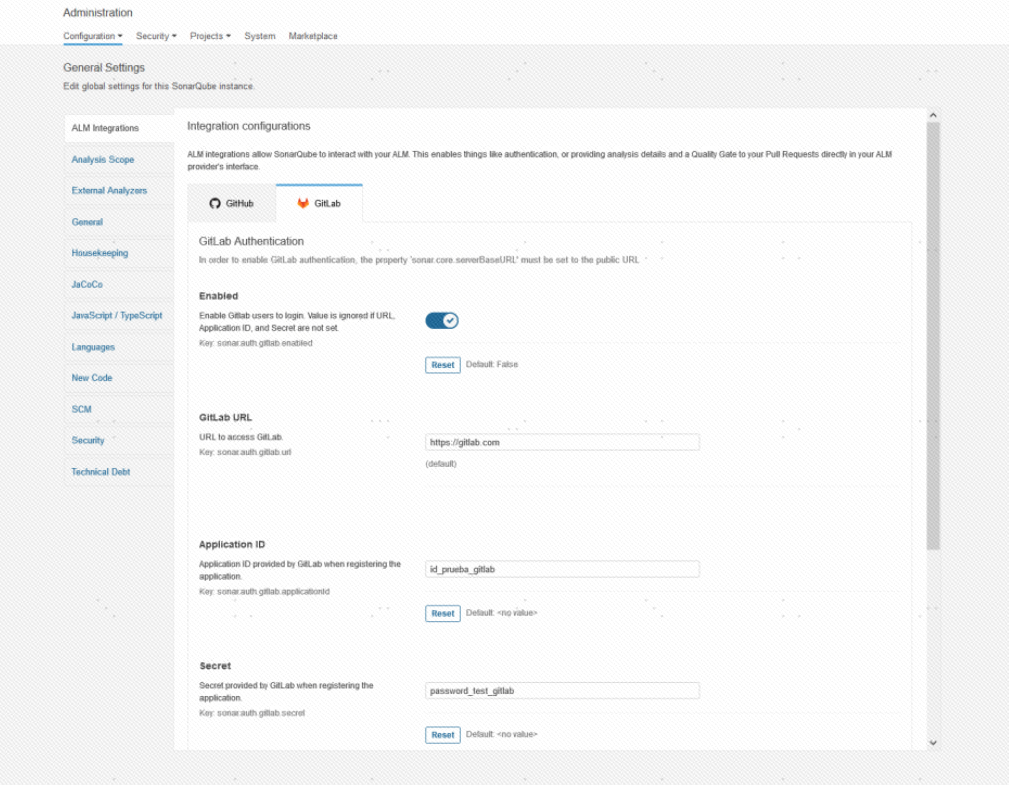 Administration
Configuration Security Projects System Marketplace
General Settings
Edit global settings for this SonarQube instance.
ALM Integrations
Analysis Scope
External Analyzers
General
Housekeeping
JaCoCo
JavaScript / TypeScript
Languages
New Code
SCM
Security
Technical Debt
Integration configurations
ALM integrations allow SonarQube to interact with your ALM. This enables things like authentication, or providing analysis details and a Quality Gate to your Pull Requests directly in your ALM
provider's interface.
GitHub GitLab
GitLab Authentication
In order to enable GitLab authentication, the property 'sonar.core.serverBaseURL' must be set to the public URL
Enabled
Enable Gitlab users to login. Value is ignored if URL,
Application ID, and Secret are not set.
Key: sonar.auth.gitlab.enabled
Reset Default: False
GitLab URL
URL to access GitLab.
Key: sonar.auth.gitlab.url
https://gitlab.com
(default)
Application ID
Application ID provided by GitLab when registering the
application.
Key: sonar.auth.gitlab.applicationId
id_prueba_gitlab
Reset Default: <no value>
Secret
Secret provided by GitLab when registering the
application.
Key: sonar.auth.gitlab.secret
password_test_gitlab
Reset Default: <no value>